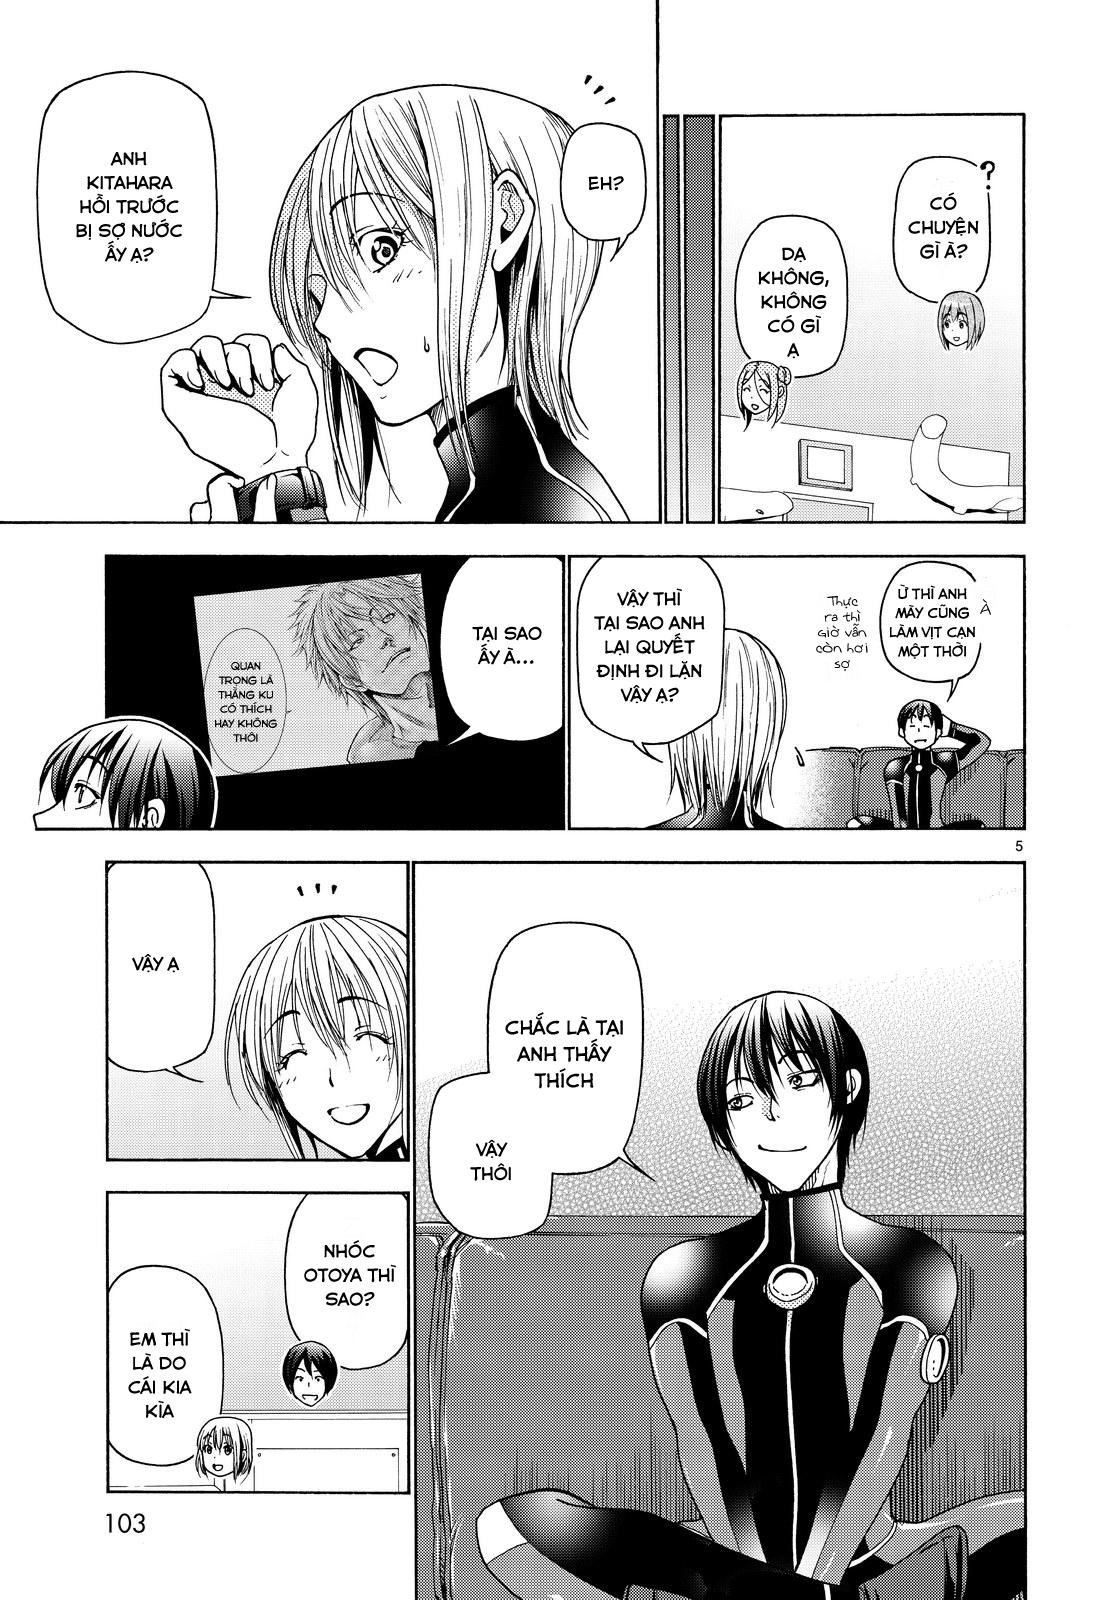 ?
CÓ
CHUYỆN
GÌ À?
DẠ
KHÔNG,
KHÔNG
CÓ GÌ
Ạ
EH?
ANH
KITAHARA
HỒI TRƯỚC
BỊ SỢ NƯỚC
ẤY Ạ?
À
Ừ THÌ ANH
MÀY CŨNG
LÀM VỊT CẠN
MỘT THỜI
Thực
ra thì
giờ vẫn
còn hơi
sợ
VẬY THÌ
TẠI SAO ANH
LẠI QUYẾT
ĐỊNH ĐI LẶN
VẬY Ạ?
TẠI SAO
ẤY À...
QUAN
TRỌNG LÀ
THẰNG KU
CÓ THÍCH
HAY KHÔNG
THÔI
5
CHẮC LÀ TẠI
ANH THẤY
THÍCH
VẬY
THÔI
VẬY Ạ
NHÓC
OTOYA THÌ
SAO?
EM THÌ
LÀ DO
CÁI KIA
KÌA
103